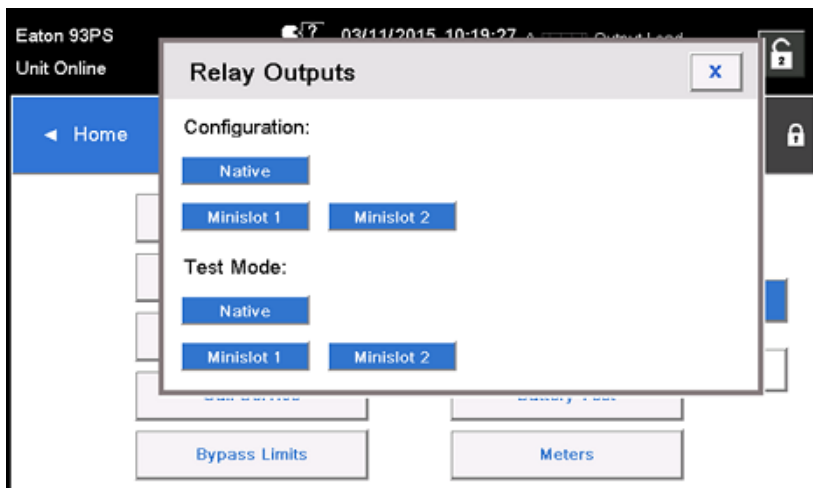 Eaton 93PS
03/11/2015 10:19:27
Unit Online
2
Relay Outputs
X
◄ Home
Configuration:
Native
Minislot 1 Minislot 2
Test Mode:
Native
Minislot 1 Minislot 2
Bypass Limits Meters